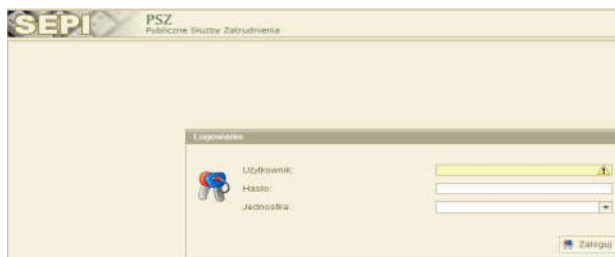 SEPI
PSZ
Publiczne Służby Zatrudnienia
Logowanie
Użytkownik:
Hasło:
Jednostka:
Zaloguj